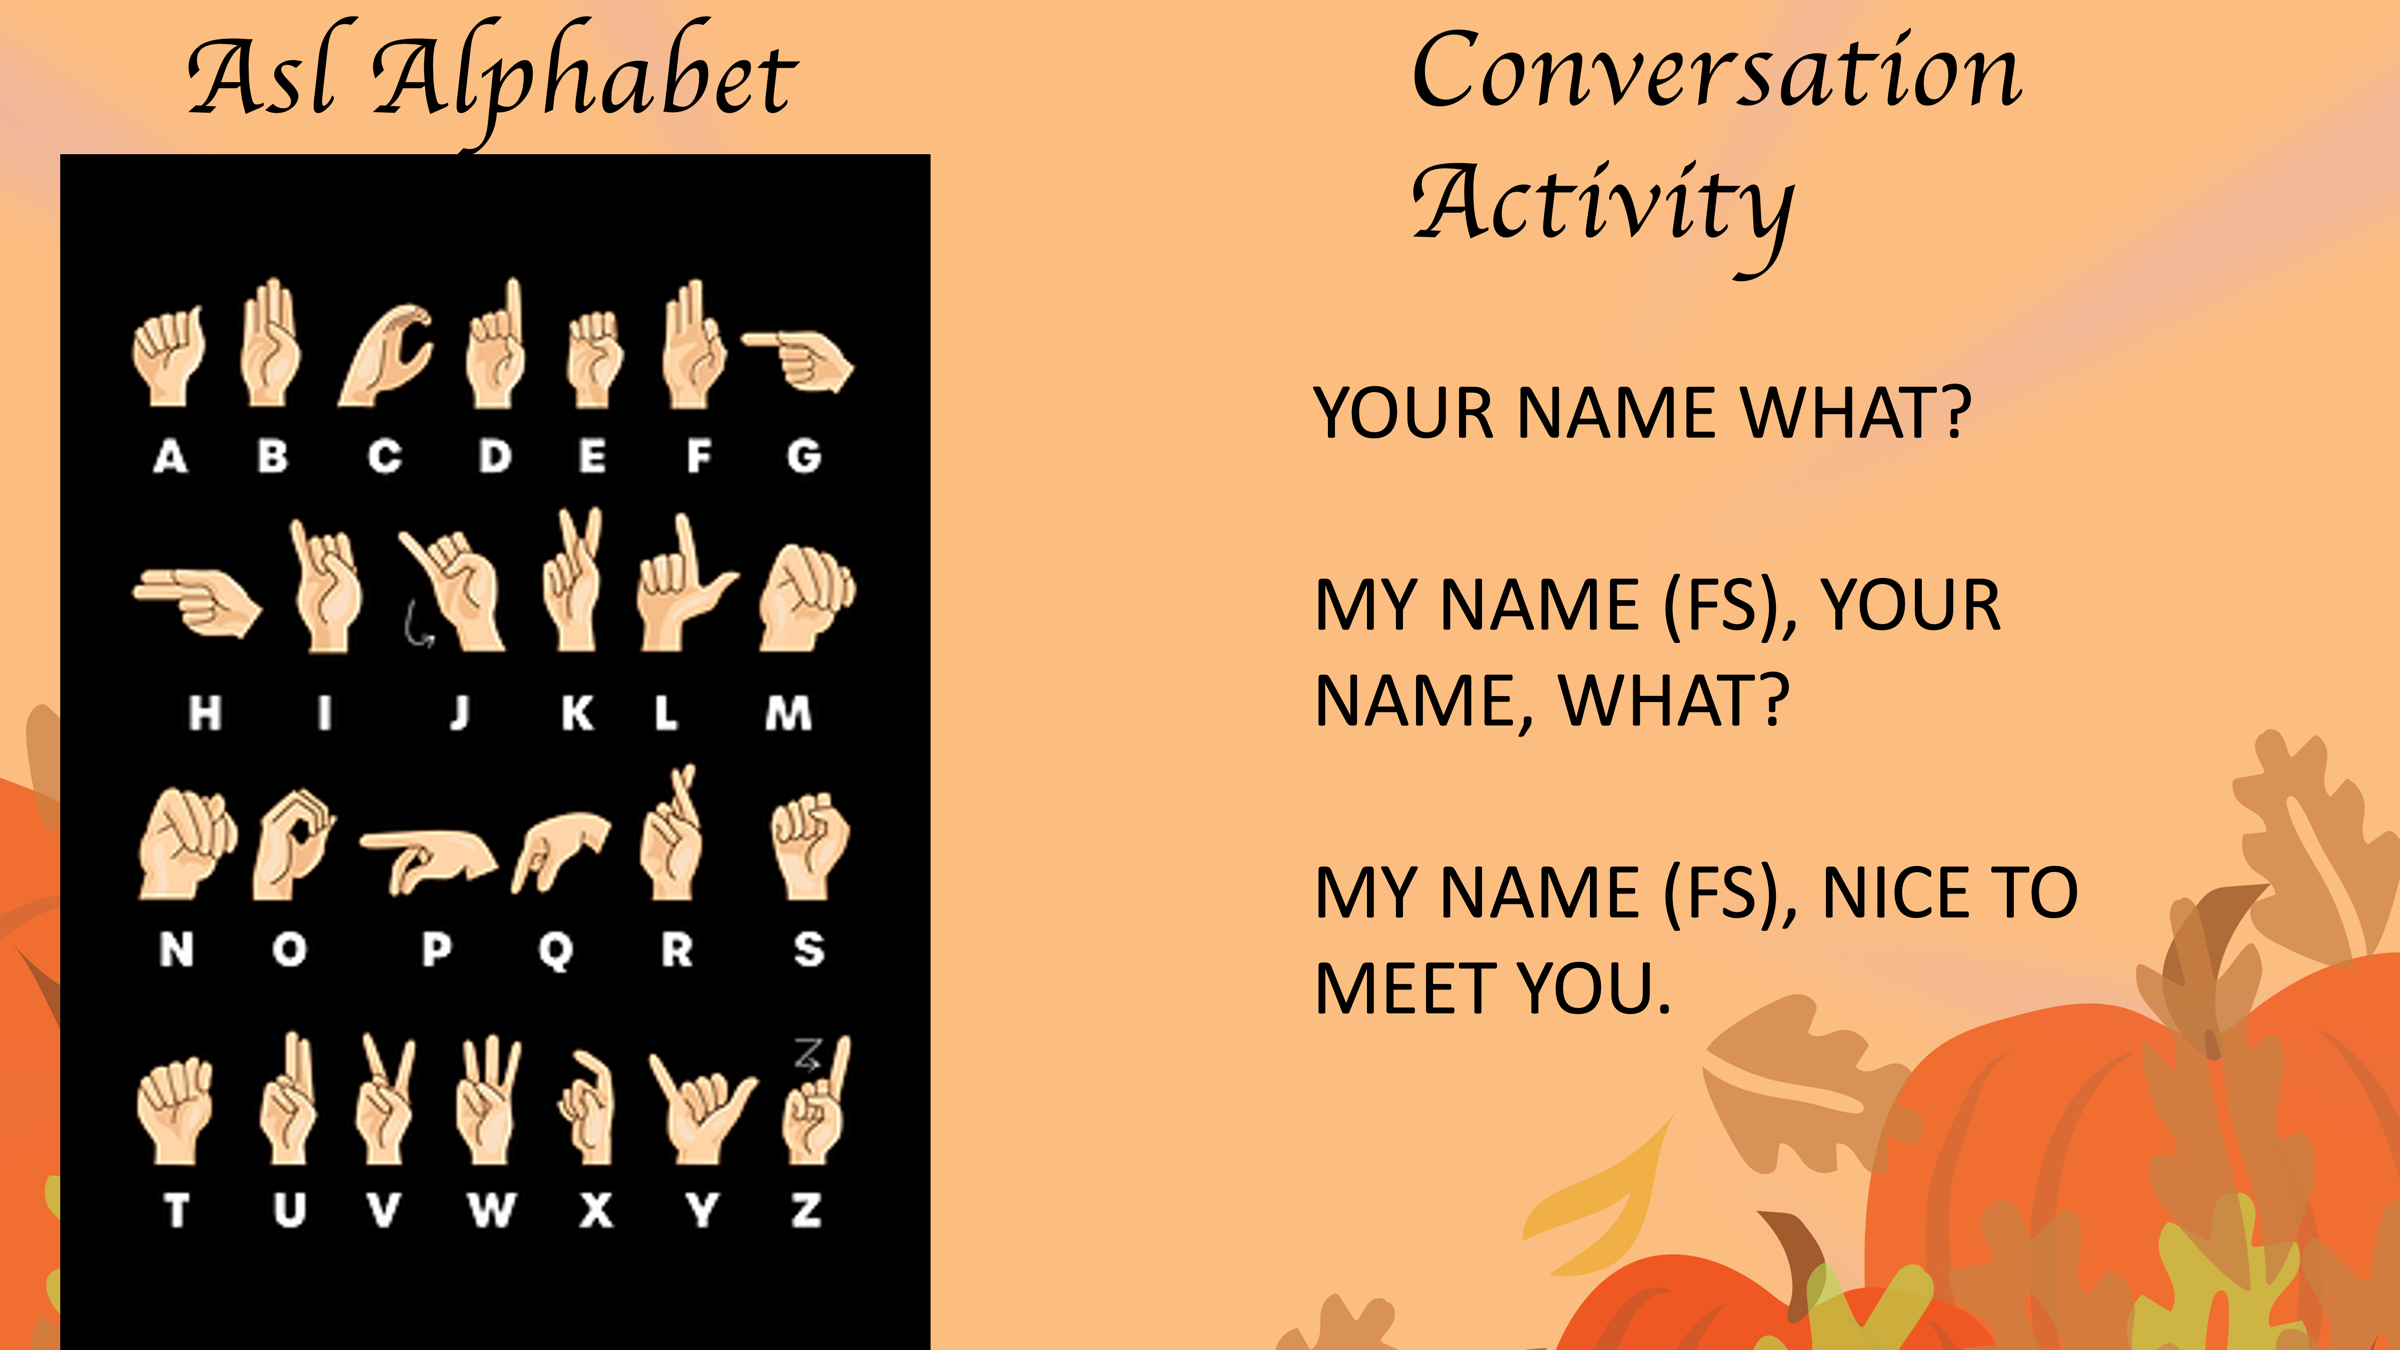 Asl Alphabet
A B C D E F G
H I J K L M
N O P Q R S
T U V W X Y Z
Conversation
Activity
YOUR NAME WHAT?
MY NAME (FS), YOUR
NAME, WHAT?
MY NAME (FS), NICE TO
MEET YOU.